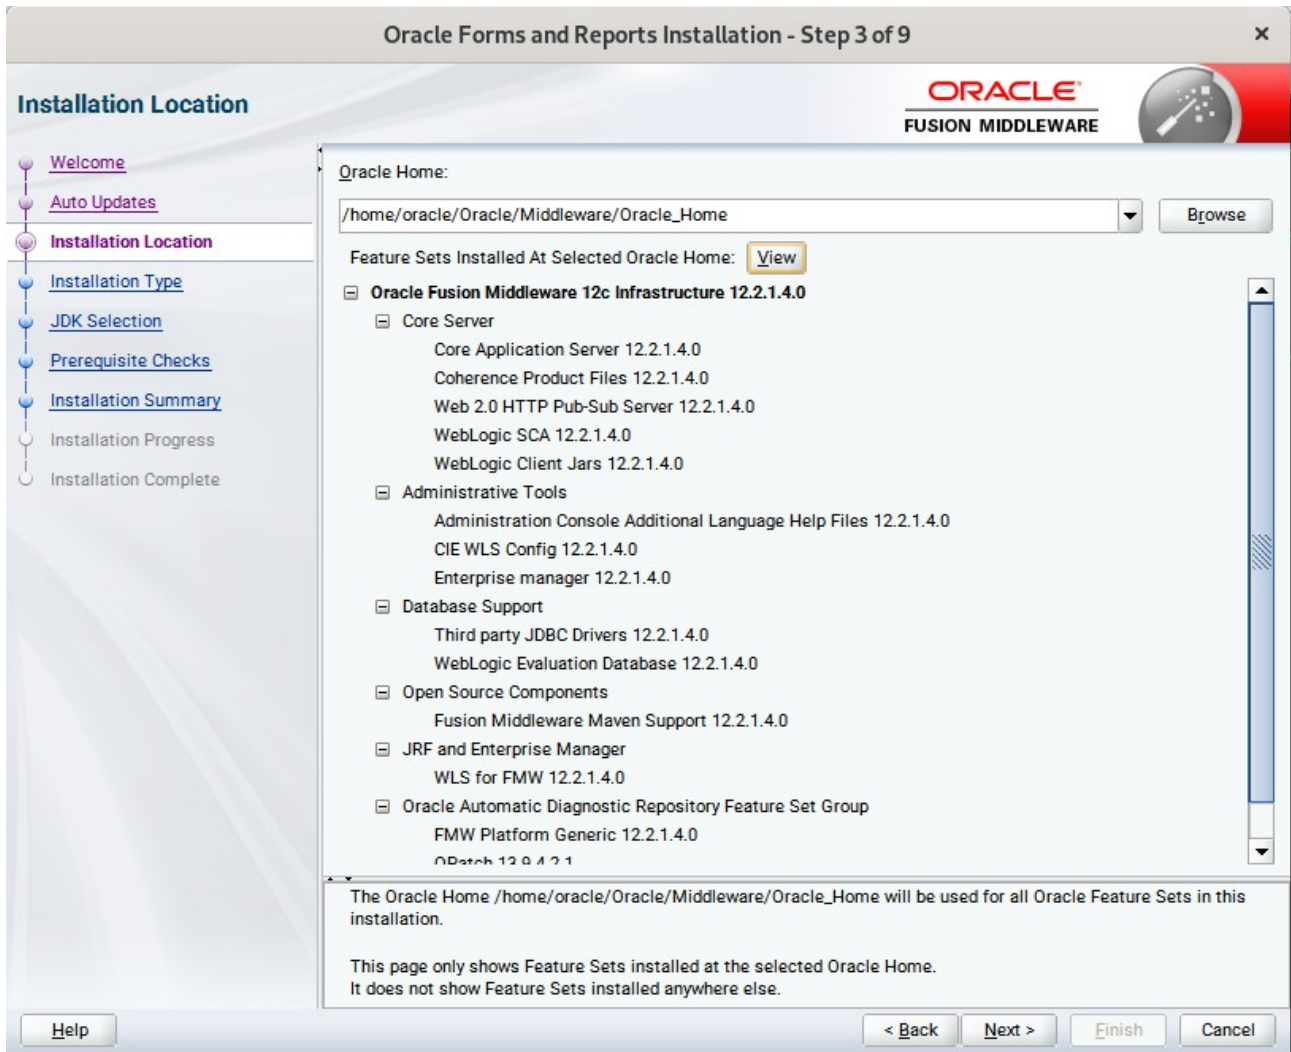 Oracle Forms and Reports Installation - Step 3 of 9
Installation Location
ORACLE
FUSION MIDDLEWARE
Welcome
Auto Updates
Installation Location
Installation Type
JDK Selection
Prerequisite Checks
Installation Summary
Installation Progress
Installation Complete
Oracle Home:
/home/oracle/Oracle/Middleware/Oracle_Home
Browse
Feature Sets Installed At Selected Oracle Home: View
Oracle Fusion Middleware 12c Infrastructure 12.2.1.4.0
Core Server
Core Application Server 12.2.1.4.0
Coherence Product Files 12.2.1.4.0
Web 2.0 HTTP Pub-Sub Server 12.2.1.4.0
WebLogic SCA 12.2.1.4.0
WebLogic Client Jars 12.2.1.4.0
Administrative Tools
Administration Console Additional Language Help Files 12.2.1.4.0
CIE WLS Config 12.2.1.4.0
Enterprise manager 12.2.1.4.0
Database Support
Third party JDBC Drivers 12.2.1.4.0
WebLogic Evaluation Database 12.2.1.4.0
Open Source Components
Fusion Middleware Maven Support 12.2.1.4.0
JRF and Enterprise Manager
WLS for FMW 12.2.1.4.0
Oracle Automatic Diagnostic Repository Feature Set Group
FMW Platform Generic 12.2.1.4.0
OPatch 13.9.4.2.1
The Oracle Home /home/oracle/Oracle/Middleware/Oracle_Home will be used for all Oracle Feature Sets in this
installation.
This page only shows Feature Sets installed at the selected Oracle Home.
It does not show Feature Sets installed anywhere else.
Help
< Back
Next >
Finish
Cancel